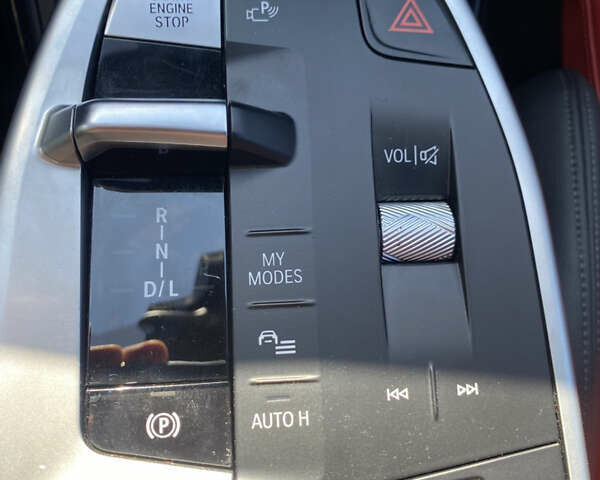 ENGINE
STOP
P
VOL
R
N
D/L
MY
MODES
P
AUTO H